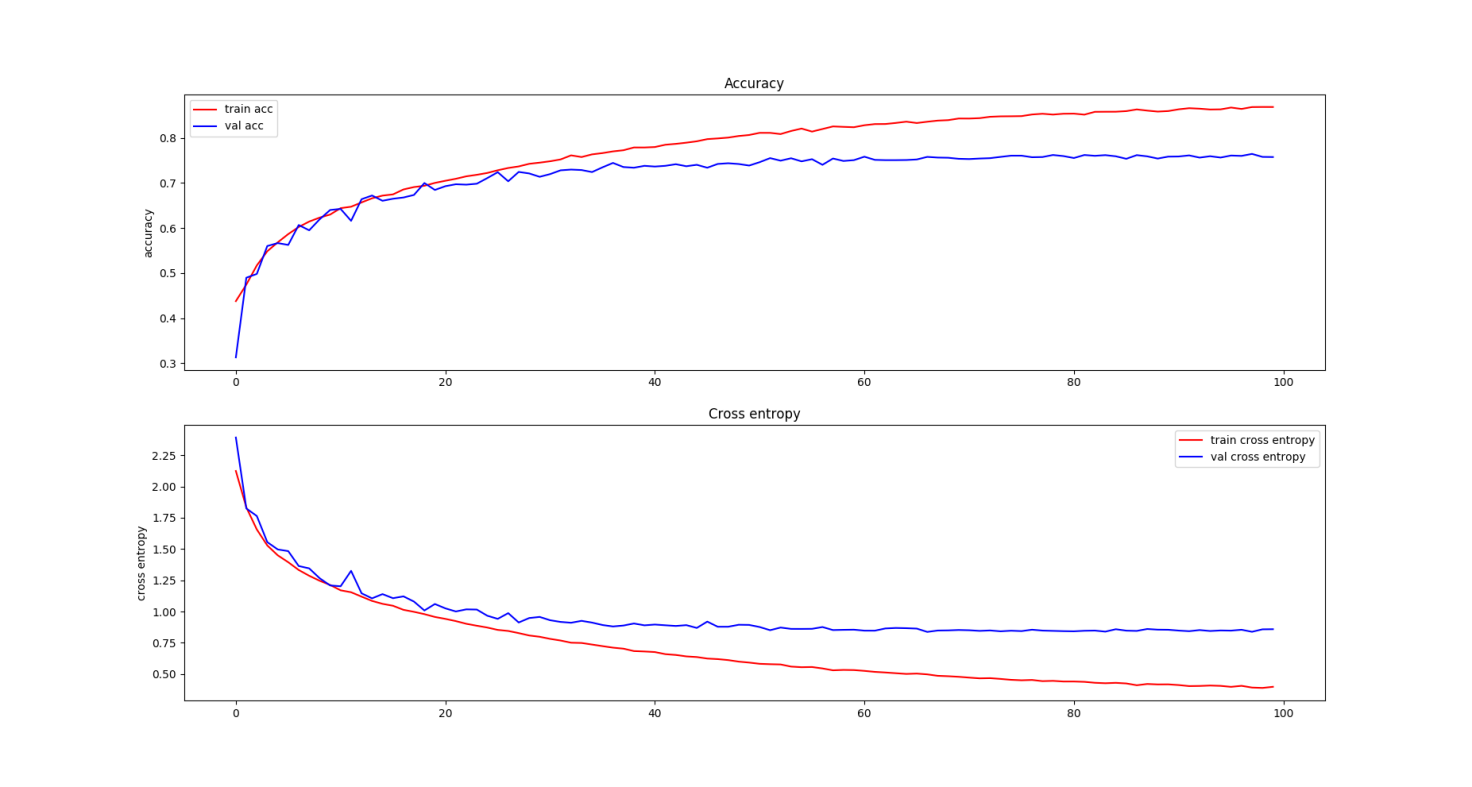 Accuracy
train acc
val acc
accuracy
0.8
0.7
0.6
0.5
0.4
0.3
0 20 40 60 80 100
Cross entropy
train cross entropy
val cross entropy
cross entropy
2.25
2.00
1.75
1.50
1.25
1.00
0.75
0.50
0 20 40 60 80 100